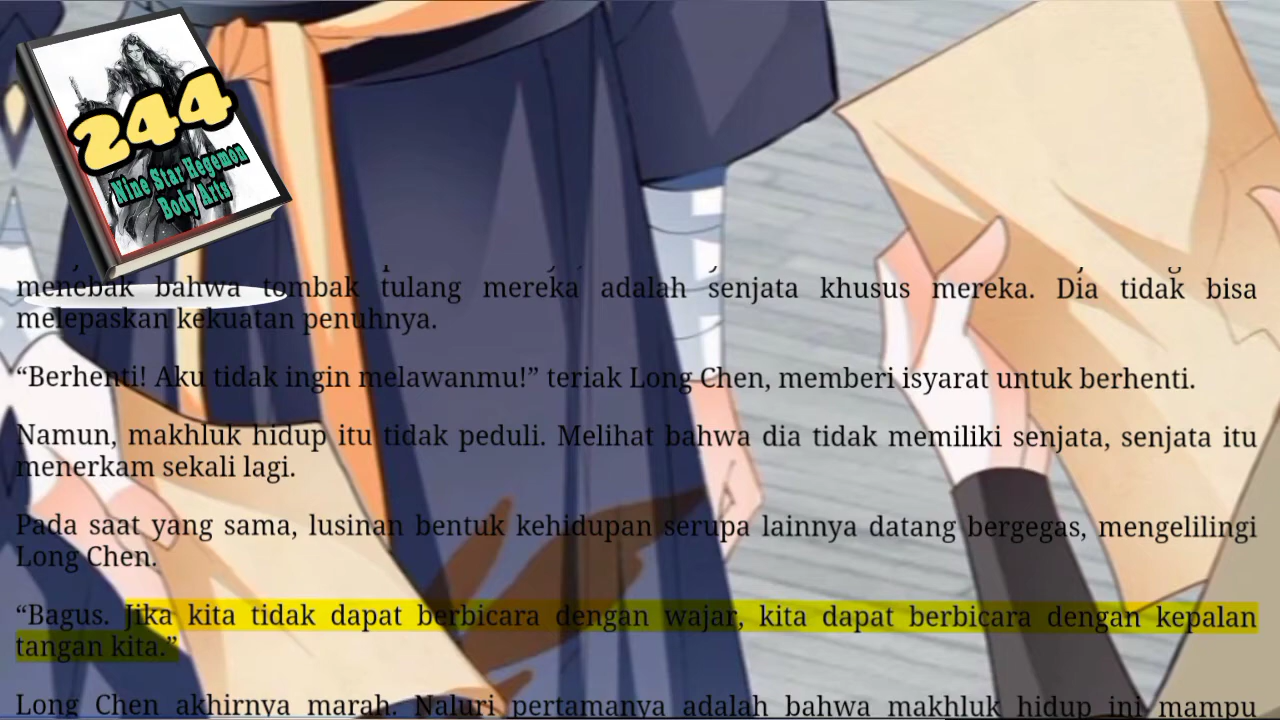 244
Nine Star Hegemon
Body Arts
menebak bahwa tombak tulang mereka adalah senjata khusus mereka. Dia tidak bisa
melepaskan kekuatan penuhnya.
“Berhenti! Aku tidak ingin melawanmu!” teriak Long Chen, memberi isyarat untuk berhenti.
Namun, makhluk hidup itu tidak peduli. Melihat bahwa dia tidak memiliki senjata, senjata itu
menerkam sekali lagi.
Pada saat yang sama, lusinan bentuk kehidupan serupa lainnya datang bergegas, mengelilingi
Long Chen.
“Bagus. Jika kita tidak dapat berbicara dengan wajar, kita dapat berbicara dengan kepalan
tangan kita.”
Long Chen akhirnya marah. Naluri pertamanya adalah bahwa makhluk hidup ini mampu